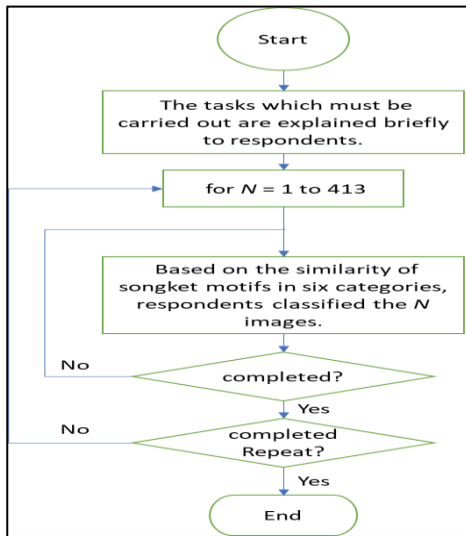 Start
The tasks which must be
carried out are explained briefly
to respondents.
for N = 1 to 413
Based on the similarity of
songket motifs in six categories,
respondents classified the N
images.
No
completed?
Yes
No
completed
Repeat?
Yes
End